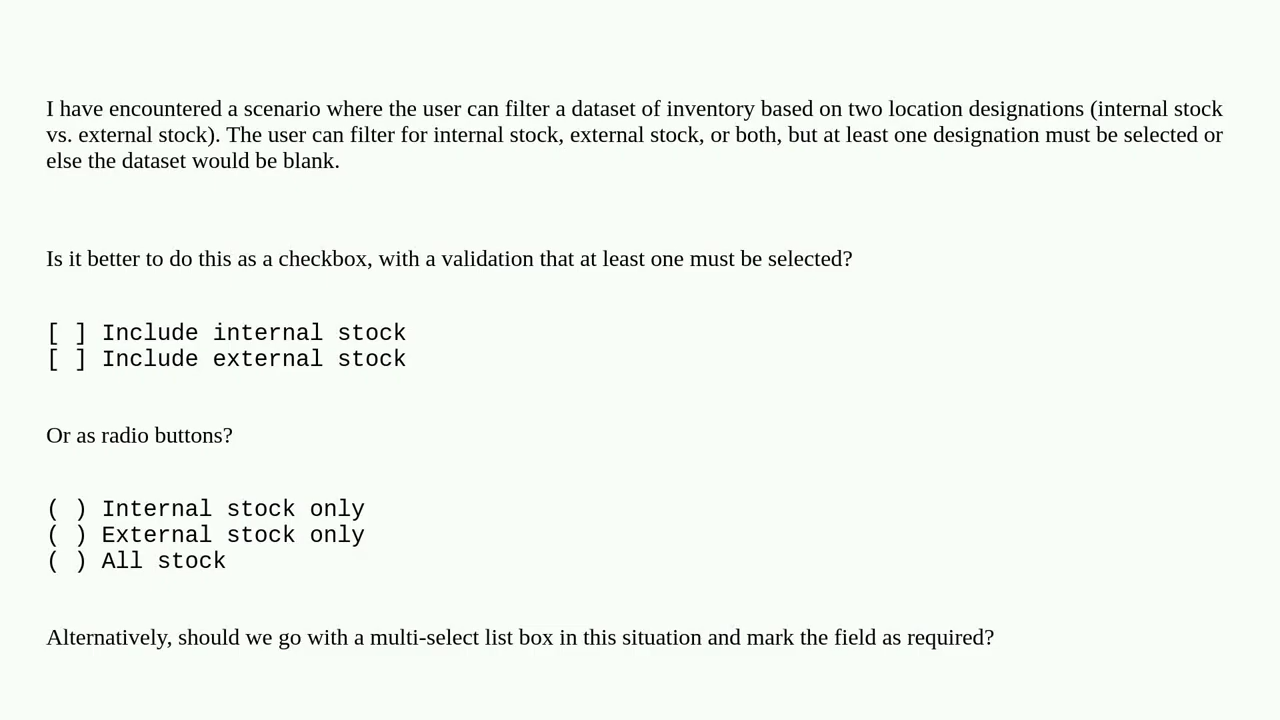 I have encountered a scenario where the user can filter a dataset of inventory based on two location designations (internal stock
vs. external stock). The user can filter for internal stock, external stock, or both, but at least one designation must be selected or
else the dataset would be blank.
Is it better to do this as a checkbox, with a validation that at least one must be selected?
[ ] Include internal stock
[ ] Include external stock
Or as radio buttons?
( ) Internal stock only
( ) External stock only
( ) All stock
Alternatively, should we go with a multi-select list box in this situation and mark the field as required?